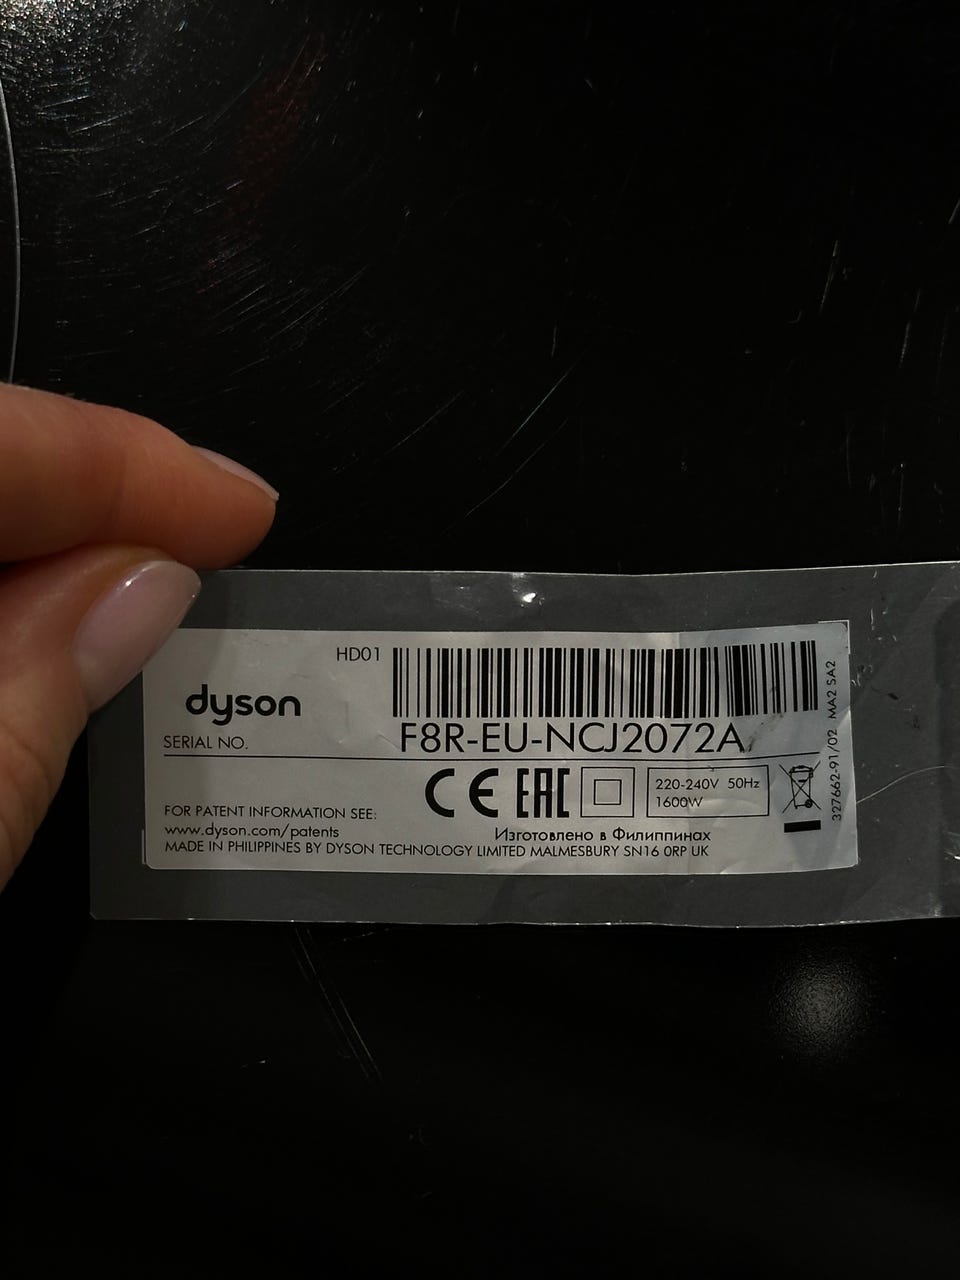 HD01
dyson
SERIAL NO.
F8R-EU-NCJ2072A
CE EAC
220-240V 50Hz
1600W
FOR PATENT INFORMATION SEE:
www.dyson.com/patents
Изготовлено в Филиппинах
MADE IN PHILIPPINES BY DYSON TECHNOLOGY LIMITED MALMESBURY SN16 0RP UK
327662-91/02 MA2 SA2